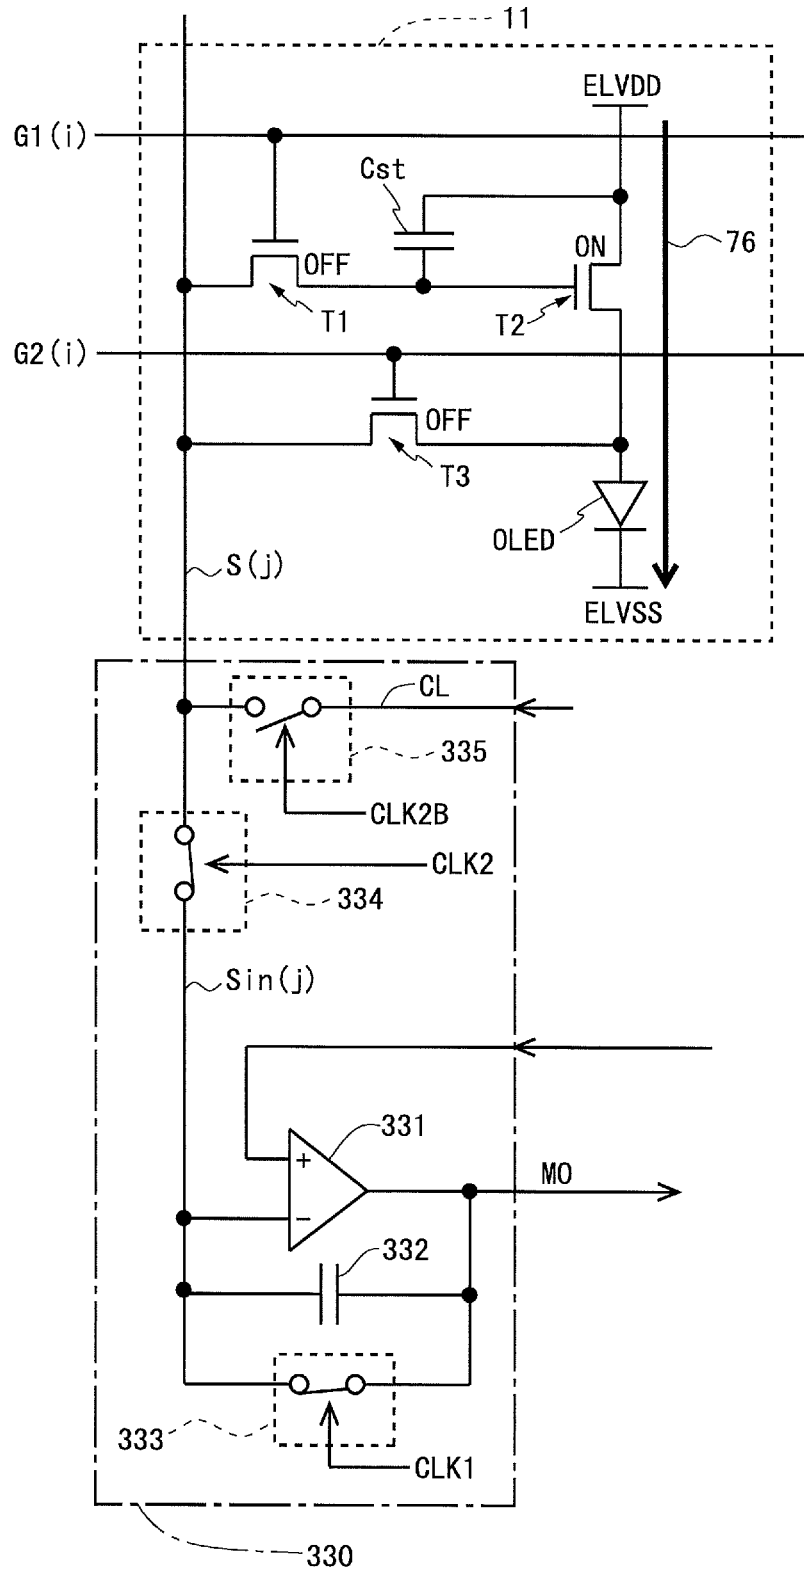 11
ELVDD
G1(i)
Cst
76
ON
OFF
T1
T2
G2(i)
OFF
T3
OLED
S(j)
ELVSS
CL
335
CLK2B
CLK2
334
Sin(j)
331
+
MO
−
332
333
CLK1
330